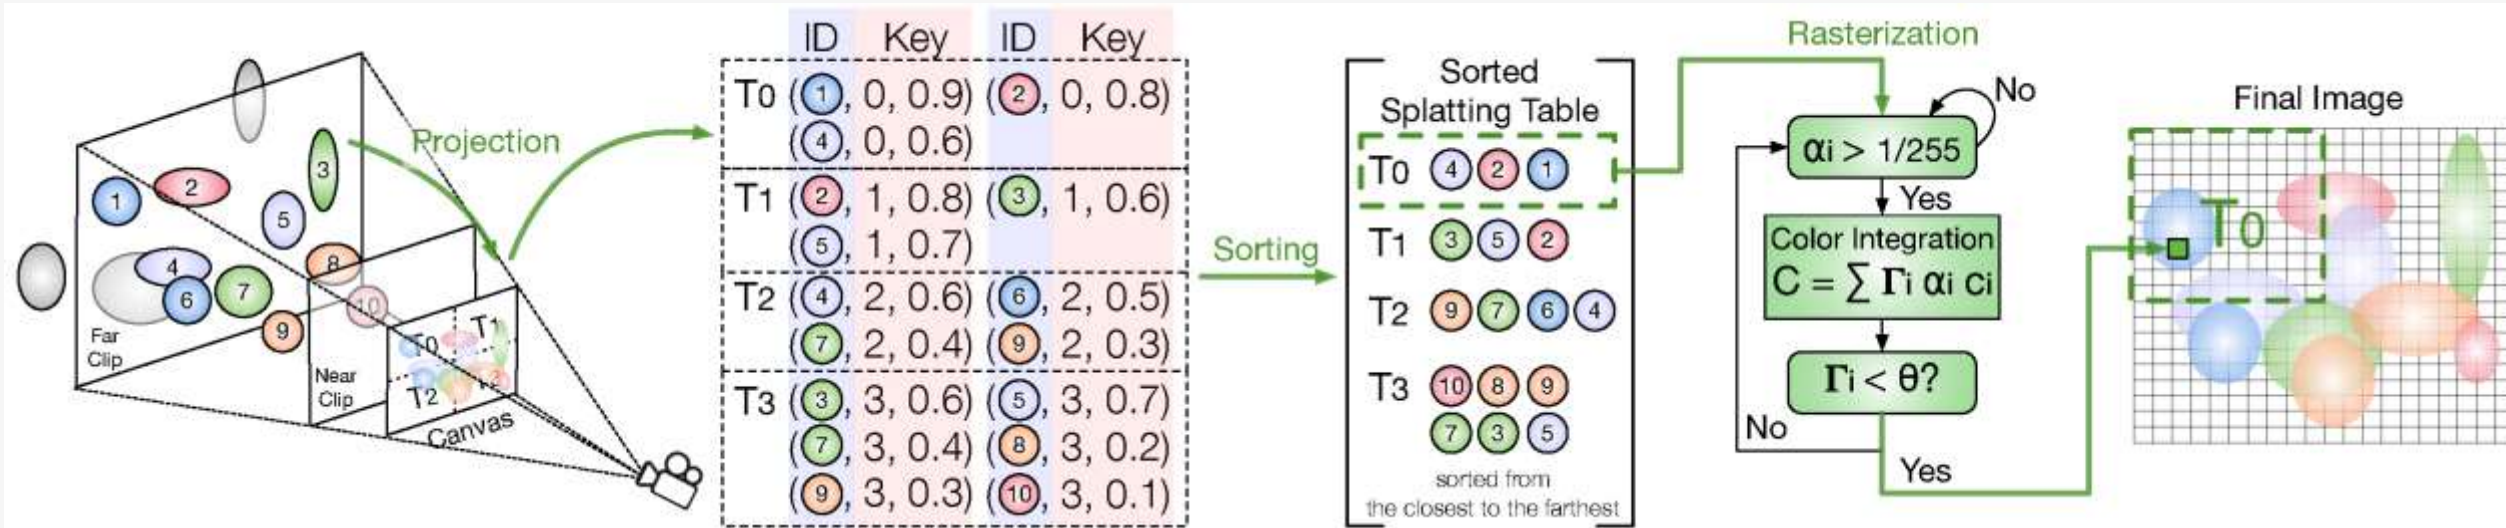 1
2
3
4
5
6
7
8
9
10
Far
Clip
Near
Clip
T0 T1
T2
Canvas
Projection
ID Key ID Key
T0 (1, 0, 0.9) (2, 0, 0.8)
(4, 0, 0.6)
T1 (2, 1, 0.8) (3, 1, 0.6)
(5, 1, 0.7)
T2 (4, 2, 0.6) (6, 2, 0.5)
(7, 2, 0.4) (9, 2, 0.3)
T3 (3, 3, 0.6) (5, 3, 0.7)
(7, 3, 0.4) (8, 3, 0.2)
(9, 3, 0.3) (10, 3, 0.1)
Sorting
Sorted
Splatting Table
T0 4 2 1
T1 3 5 2
T2 9 7 6 4
T3 10 8 9
7 3 5
sorted from
the closest to the farthest
Rasterization
No
αi > 1/255
Yes
Color Integration
C = ∑ Γi αi ci
Γi < θ?
No
Yes
Final Image
T0